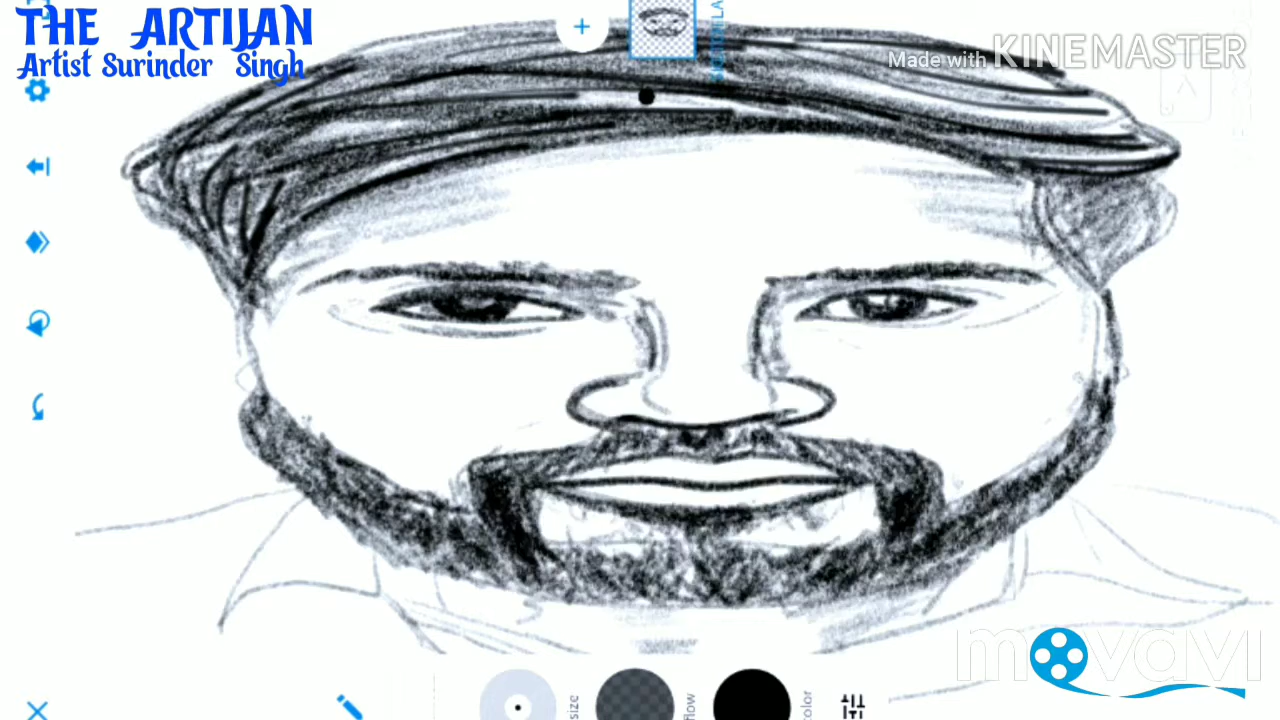 THE ARTIJAN
Artist Surinder Singh
Made with KINEMASTER
size
flow
color
movavi